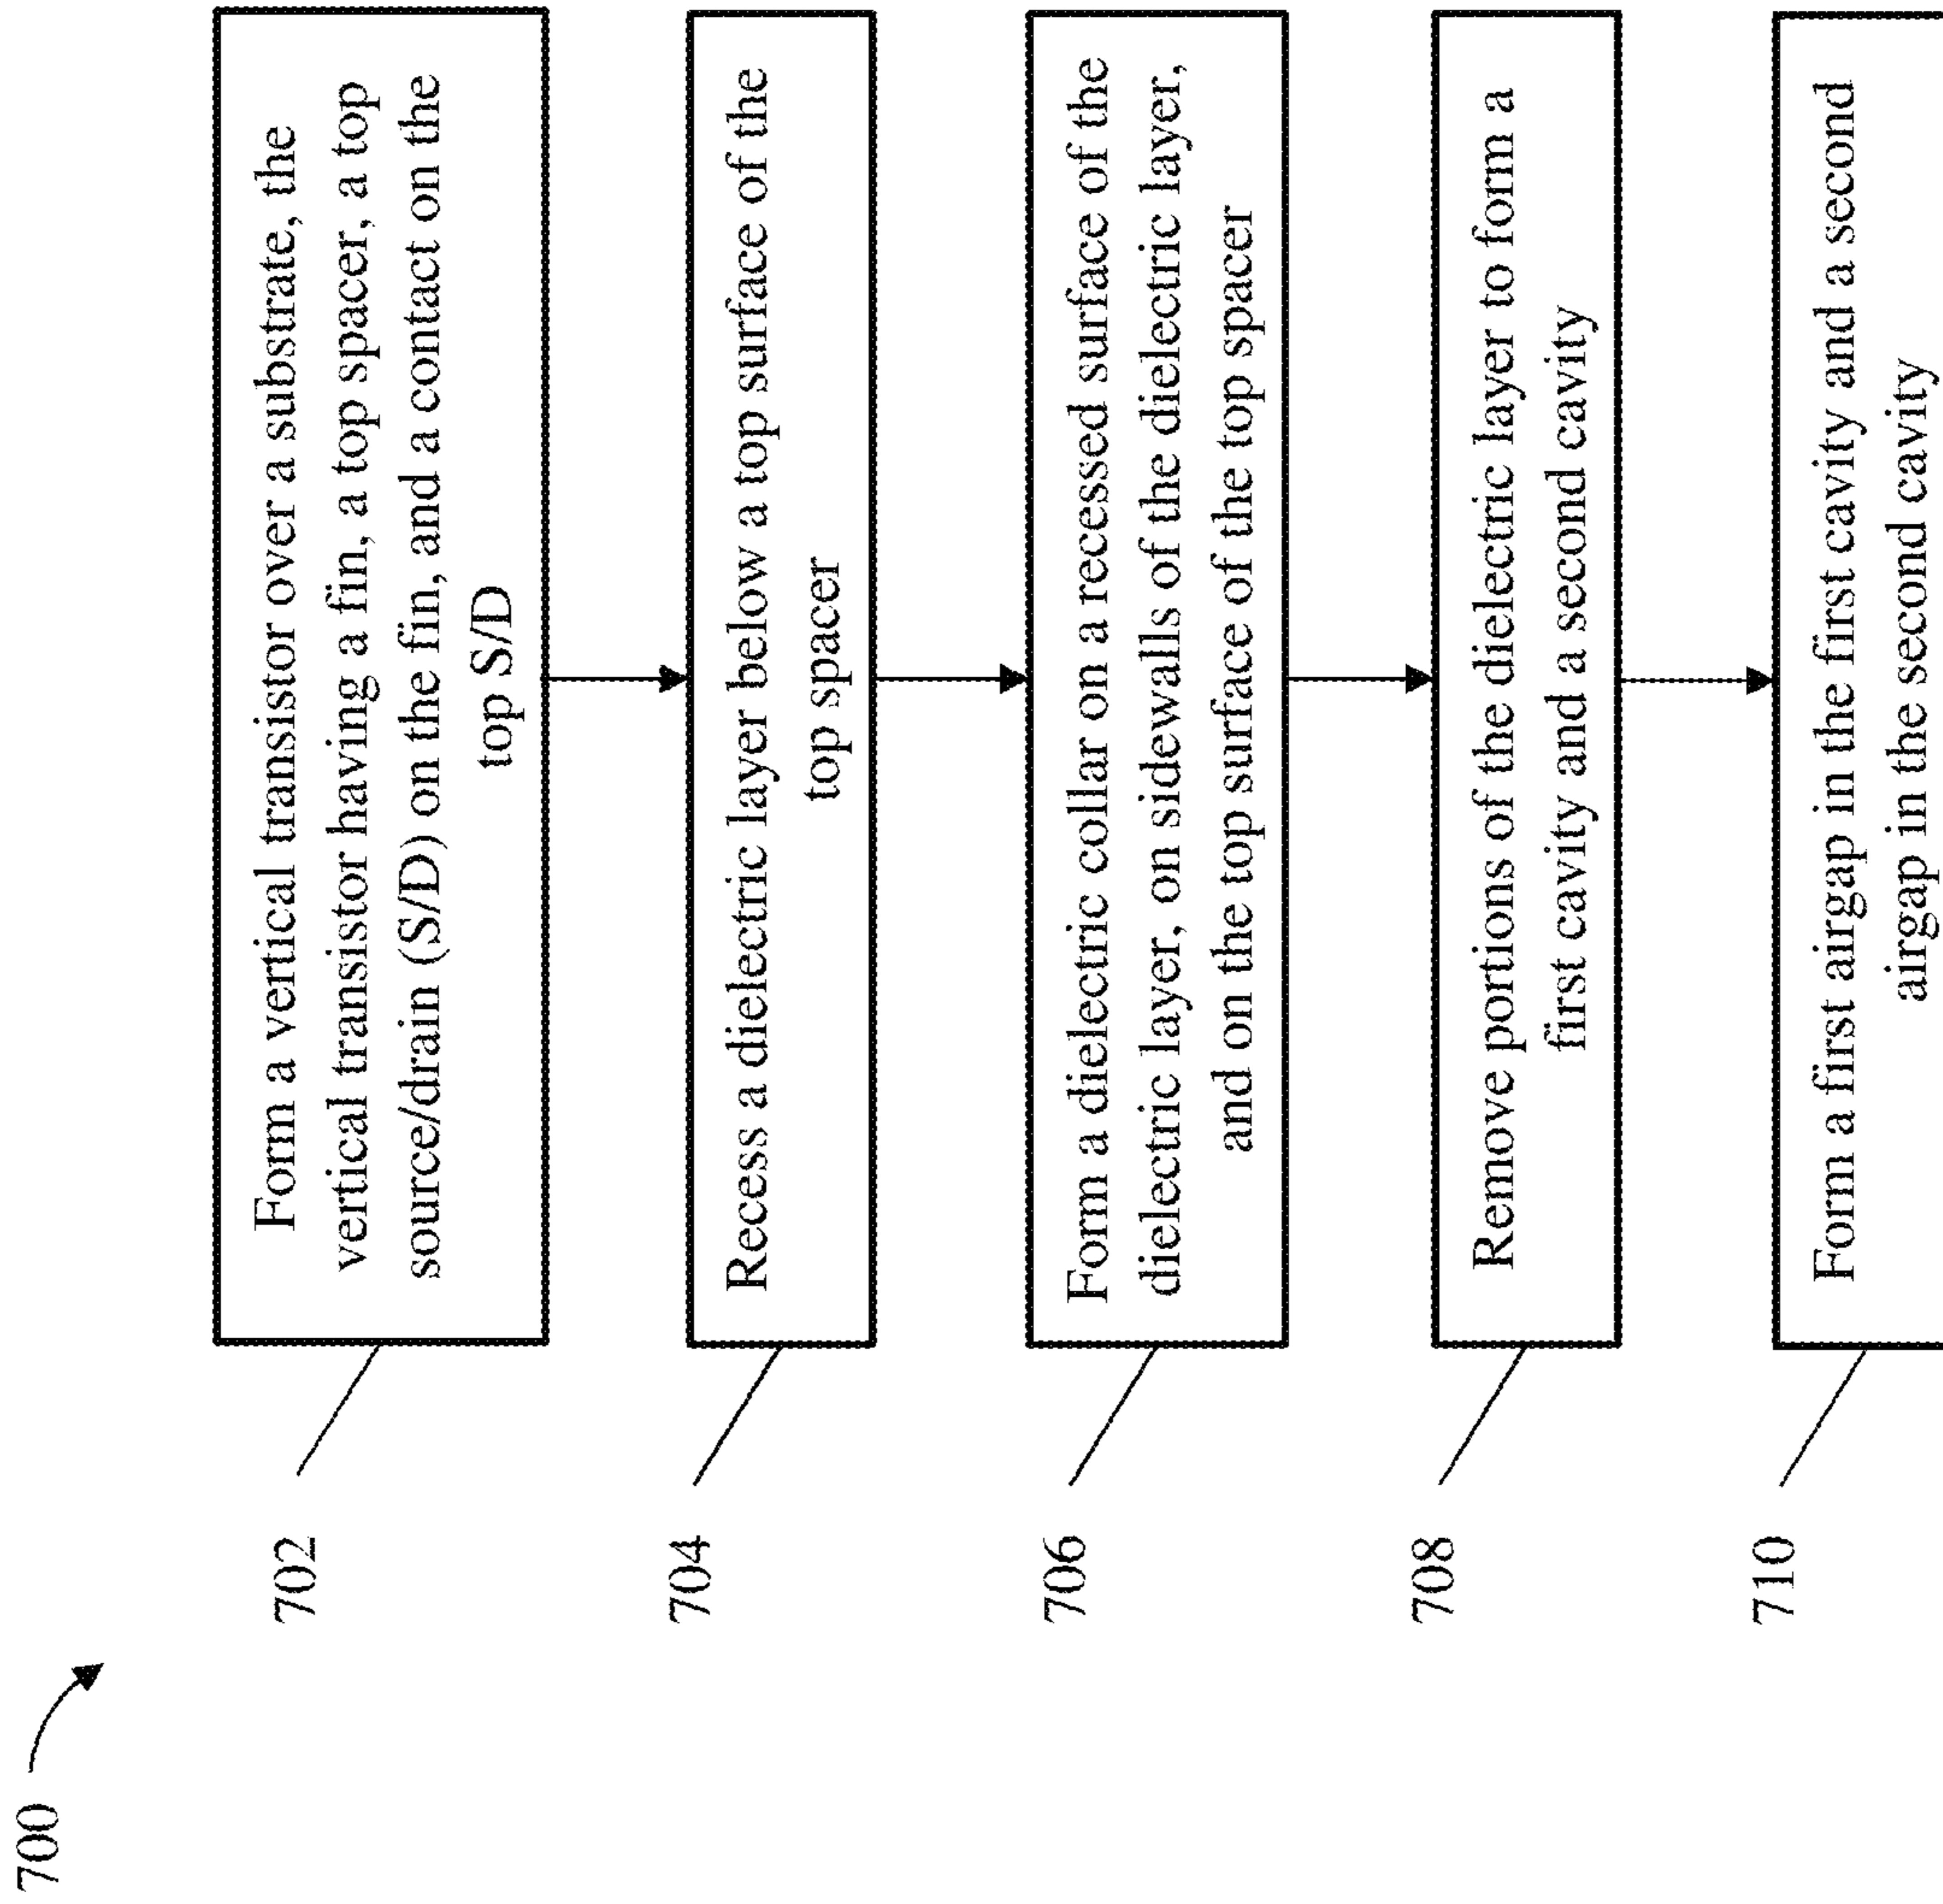 700
702
Form a vertical transistor over a substrate, the
vertical transistor having a fin, a top spacer, a top
source/drain (S/D) on the fin, and a contact on the
top S/D
704
Recess a dielectric layer below a top surface of the
top spacer
706
Form a dielectric collar on a recessed surface of the
dielectric layer, on sidewalls of the dielectric layer,
and on the top surface of the top spacer
708
Remove portions of the dielectric layer to form a
first cavity and a second cavity
710
Form a first airgap in the first cavity and a second
airgap in the second cavity